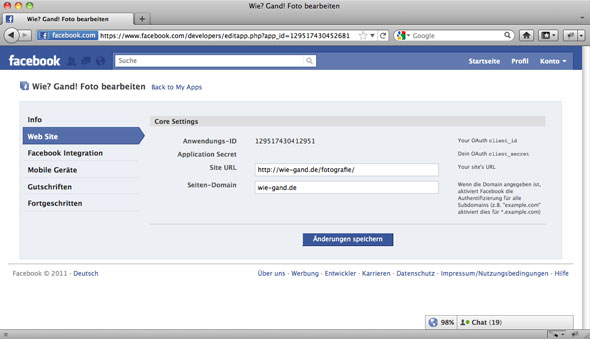 Wie? Gand! Foto bearbeiten
Wie? Gand! Foto bearbeiten
facebook.com https://www.facebook.com/developers/editapp.php?app_id=129517430452681 Google
facebook Suche Startseite Profil Konto
Wie? Gand! Foto bearbeiten Back to My Apps
Info
Web Site
Facebook Integration
Mobile Geräte
Gutschriften
Fortgeschritten
Core Settings
Anwendungs-ID 129517430412951 Your OAuth client_id
Application Secret Dein OAuth client_secret
Site URL http://wie-gand.de/fotografie/ Your site's URL
Seiten-Domain wie-gand.de Wenn die Domain angegeben ist,
aktiviert Facebook die
Authentifizierung für alle
Subdomains (z.B. "example.com"
aktiviert dies für *.example.com)
Änderungen speichern
Facebook © 2011 · Deutsch Über uns · Werbung · Entwickler · Karrieren · Datenschutz · Impressum/Nutzungsbedingungen · Hilfe
98% Chat (19)